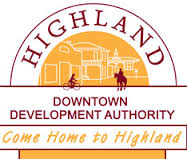 HIGHLAND
DOWNTOWN
DEVELOPMENT AUTHORITY
Come Home to Highland